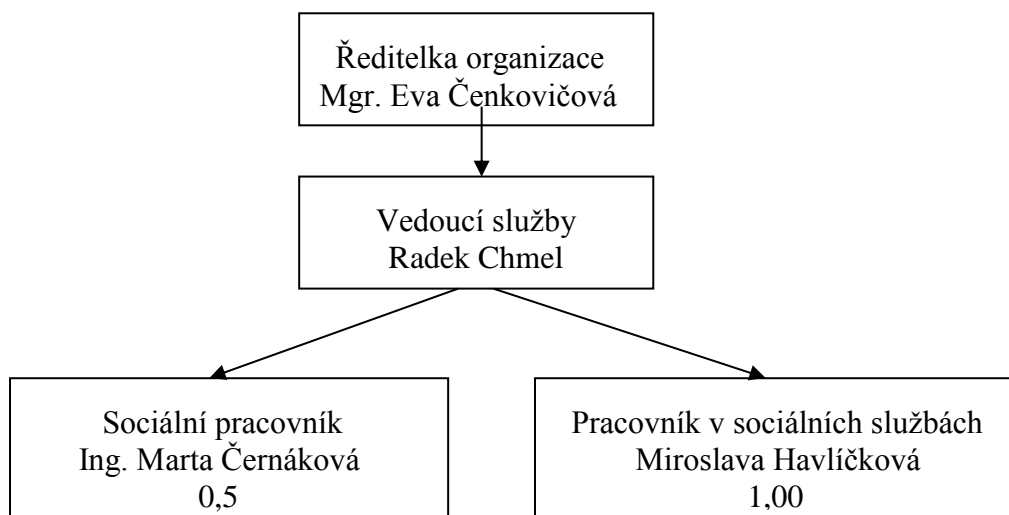 Ředitelka organizace
Mgr. Eva Čenkovičová
Vedoucí služby
Radek Chmel
Sociální pracovník
Ing. Marta Černáková
0,5
Pracovník v sociálních službách
Miroslava Havlíčková
1,00